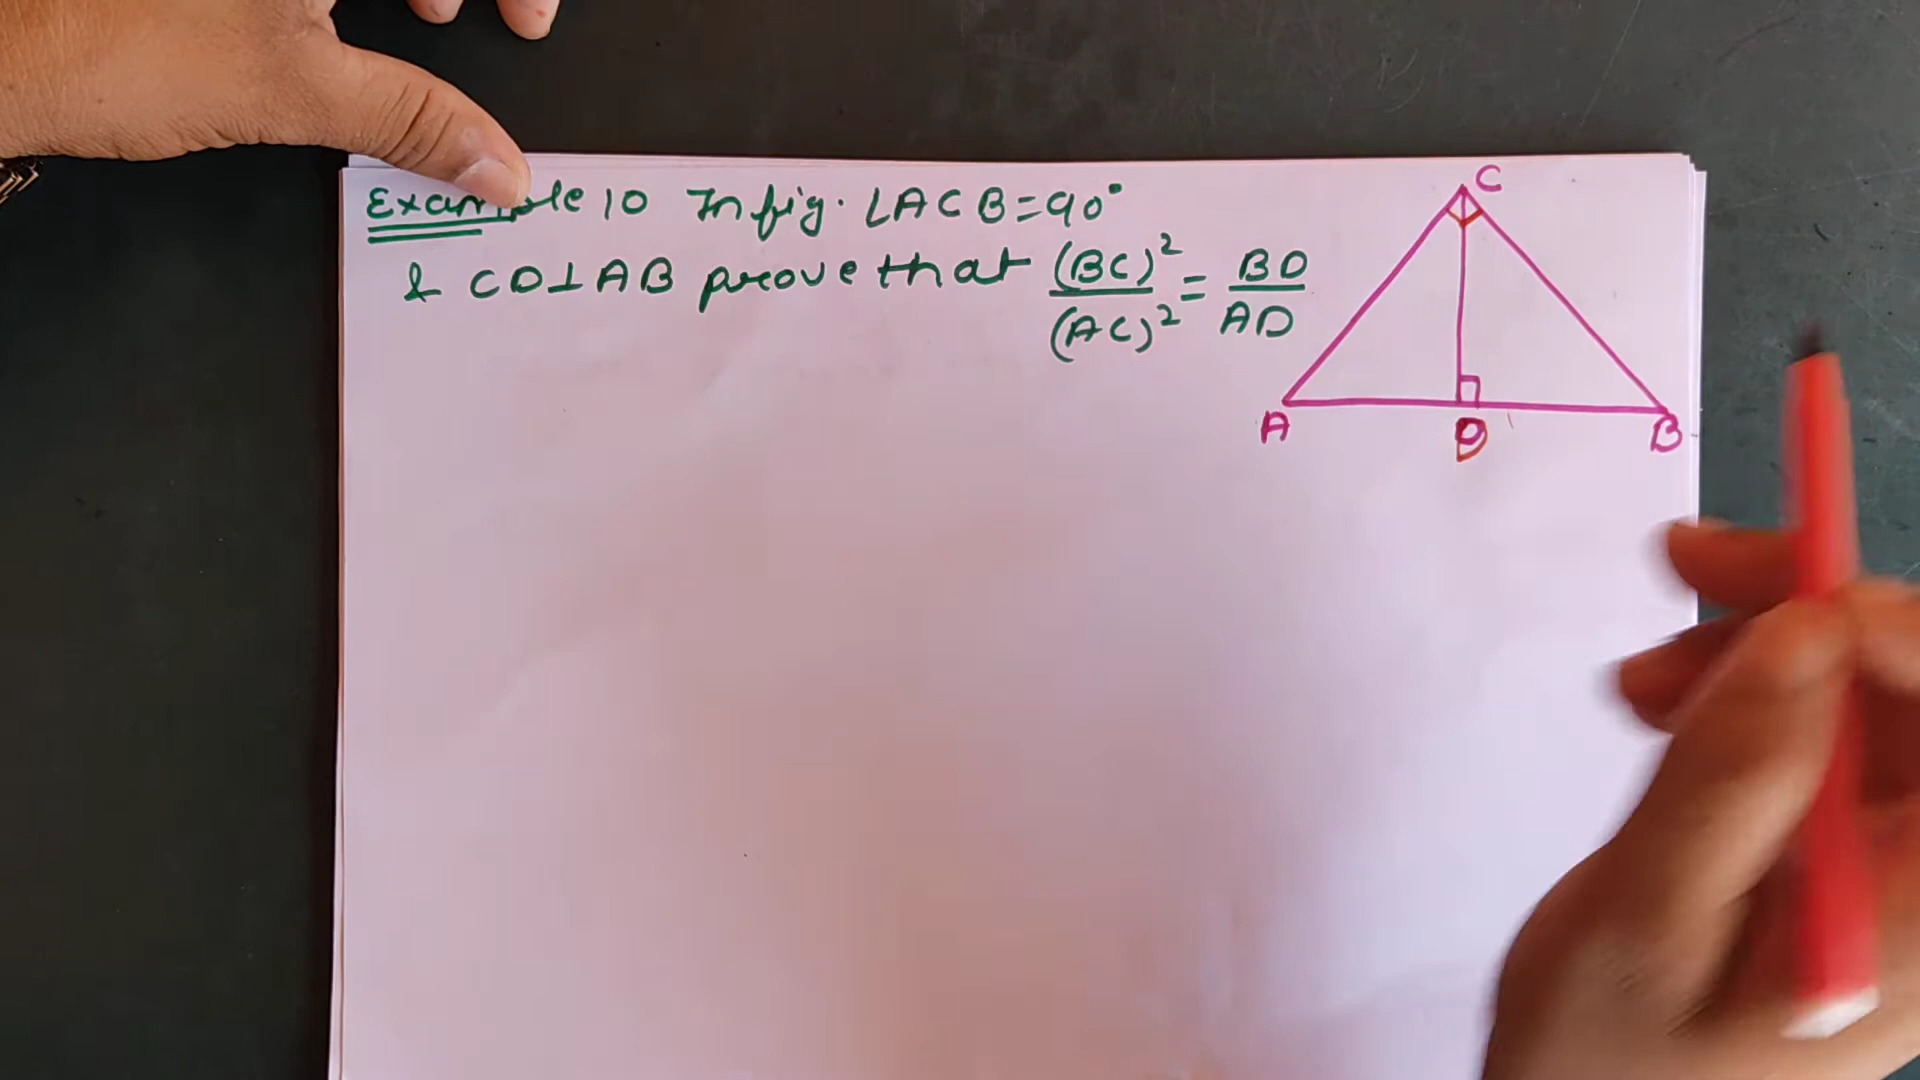 Example 10 In fig. ∠ACB=90°
& CD⊥AB prove that (BC)²/(AC)² = BD/AD
C
A D B